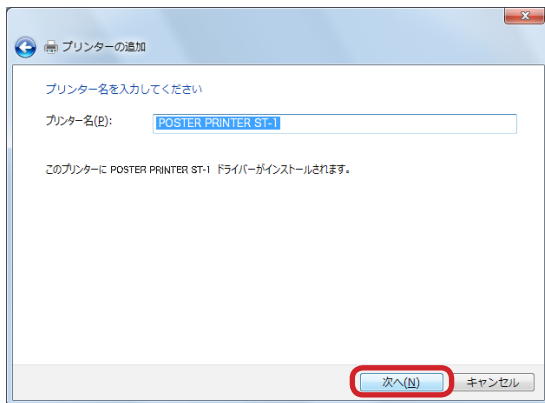 プリンターの追加
プリンター名を入力してください
プリンター名(P): POSTER PRINTER ST-1
このプリンターに POSTER PRINTER ST-1 ドライバーがインストールされます。
次へ(N) キャンセル